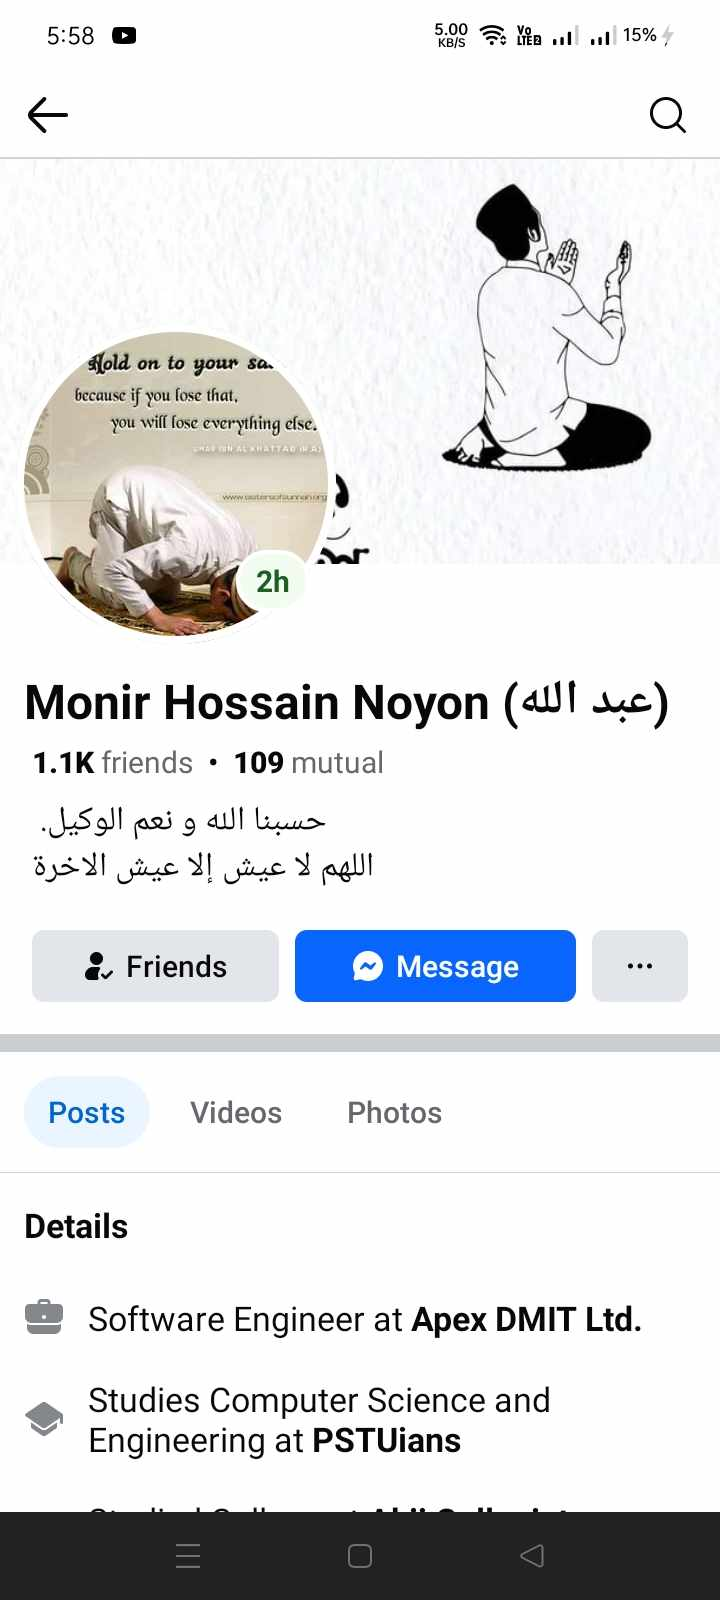 5:58
5.00 KB/S Vo LTE 2 15%
Hold on to your
because if you lose that,
you will lose everything else.
UMAR IBN AL KHATTAB (R.A)
www.sistersofsunnah.org
2h
Monir Hossain Noyon (عبد الله)
1.1K friends • 109 mutual
حسبنا الله و نعم الوكيل.
اللهم لا عيش إلا عيش الاخرة
Friends Message ...
Posts Videos Photos
Details
Software Engineer at Apex DMIT Ltd.
Studies Computer Science and
Engineering at PSTUians